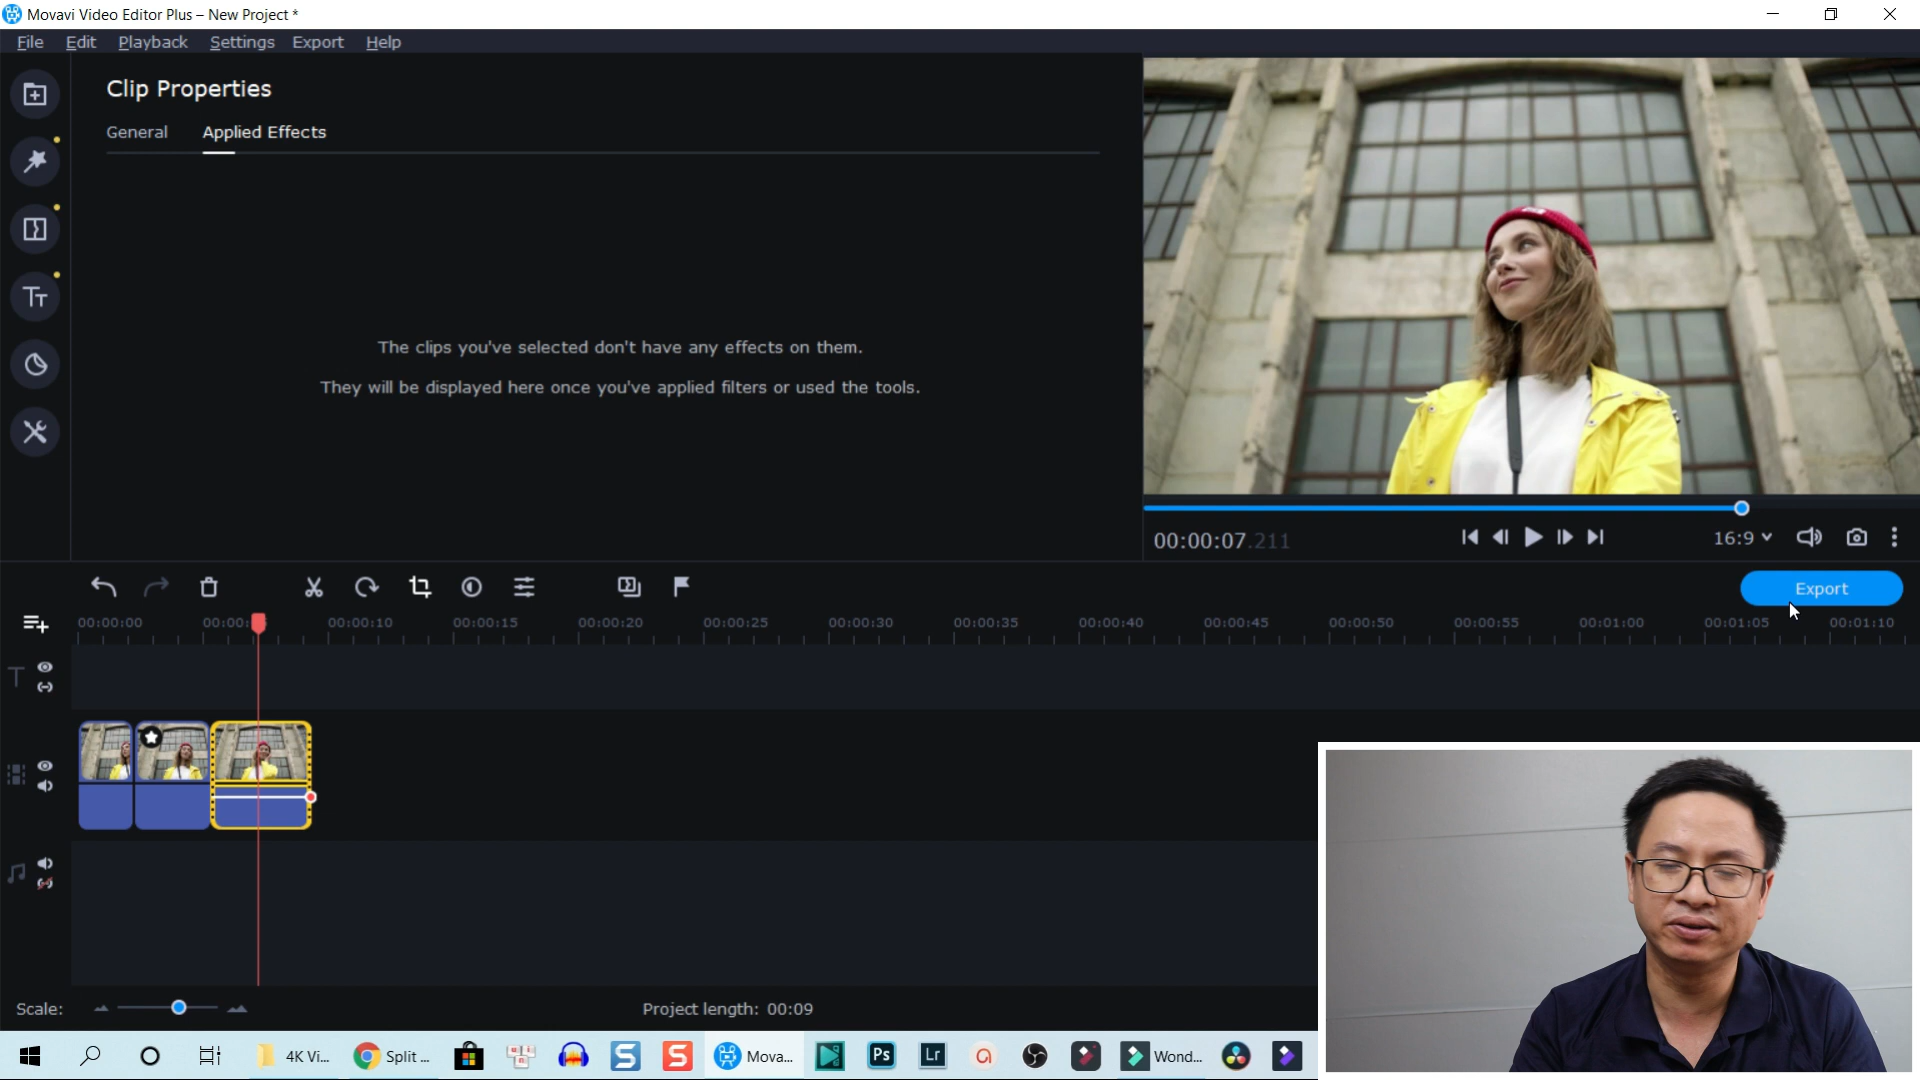 Movavi Video Editor Plus – New Project *
File Edit Playback Settings Export Help
Clip Properties
General Applied Effects
The clips you've selected don't have any effects on them.
They will be displayed here once you've applied filters or used the tools.
00:00:07.211
16:9
Export
00:00:00 00:00: 00:00:10 00:00:15 00:00:20 00:00:25 00:00:30 00:00:35 00:00:40 00:00:45 00:00:50 00:00:55 00:01:00 00:01:05 00:01:10
Scale:
Project length: 00:09
4K Vi... Split ... S S Mova... Ps Lr Wond...